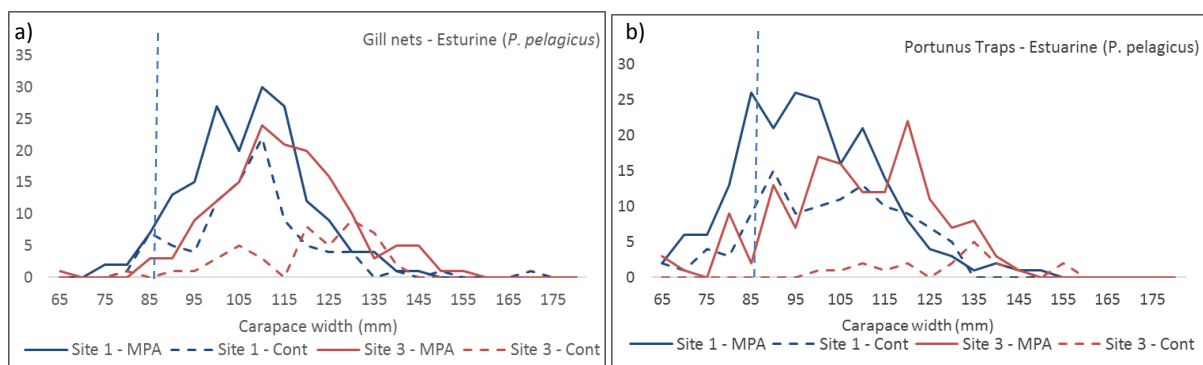 a)
Gill nets - Esturine (P. pelagicus)
35
30
25
20
15
10
5
0
65 75 85 95 105 115 125 135 145 155 165 175
Carapace width (mm)
Site 1 - MPA Site 1 - Cont Site 3 - MPA Site 3 - Cont
b)
Portunus Traps - Estuarine (P. pelagicus)
30
25
20
15
10
5
0
65 75 85 95 105 115 125 135 145 155 165 175
Carapace width (mm)
Site 1 - MPA Site 1 - Cont Site 3 - MPA Site 3 - Cont